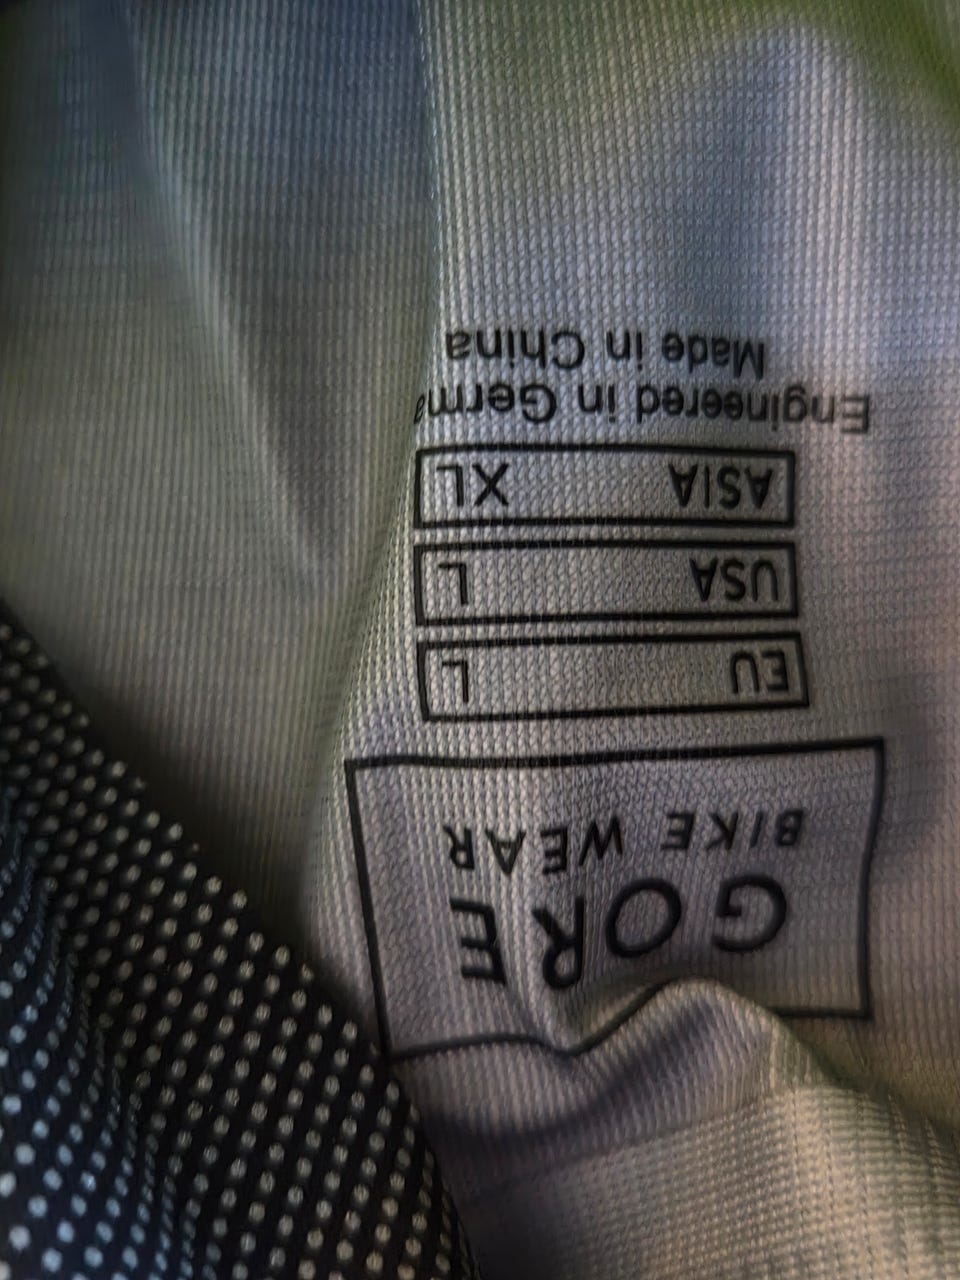 GORE
BIKE WEAR
EU L
USA L
ASIA XL
Engineered in Germa
Made in China